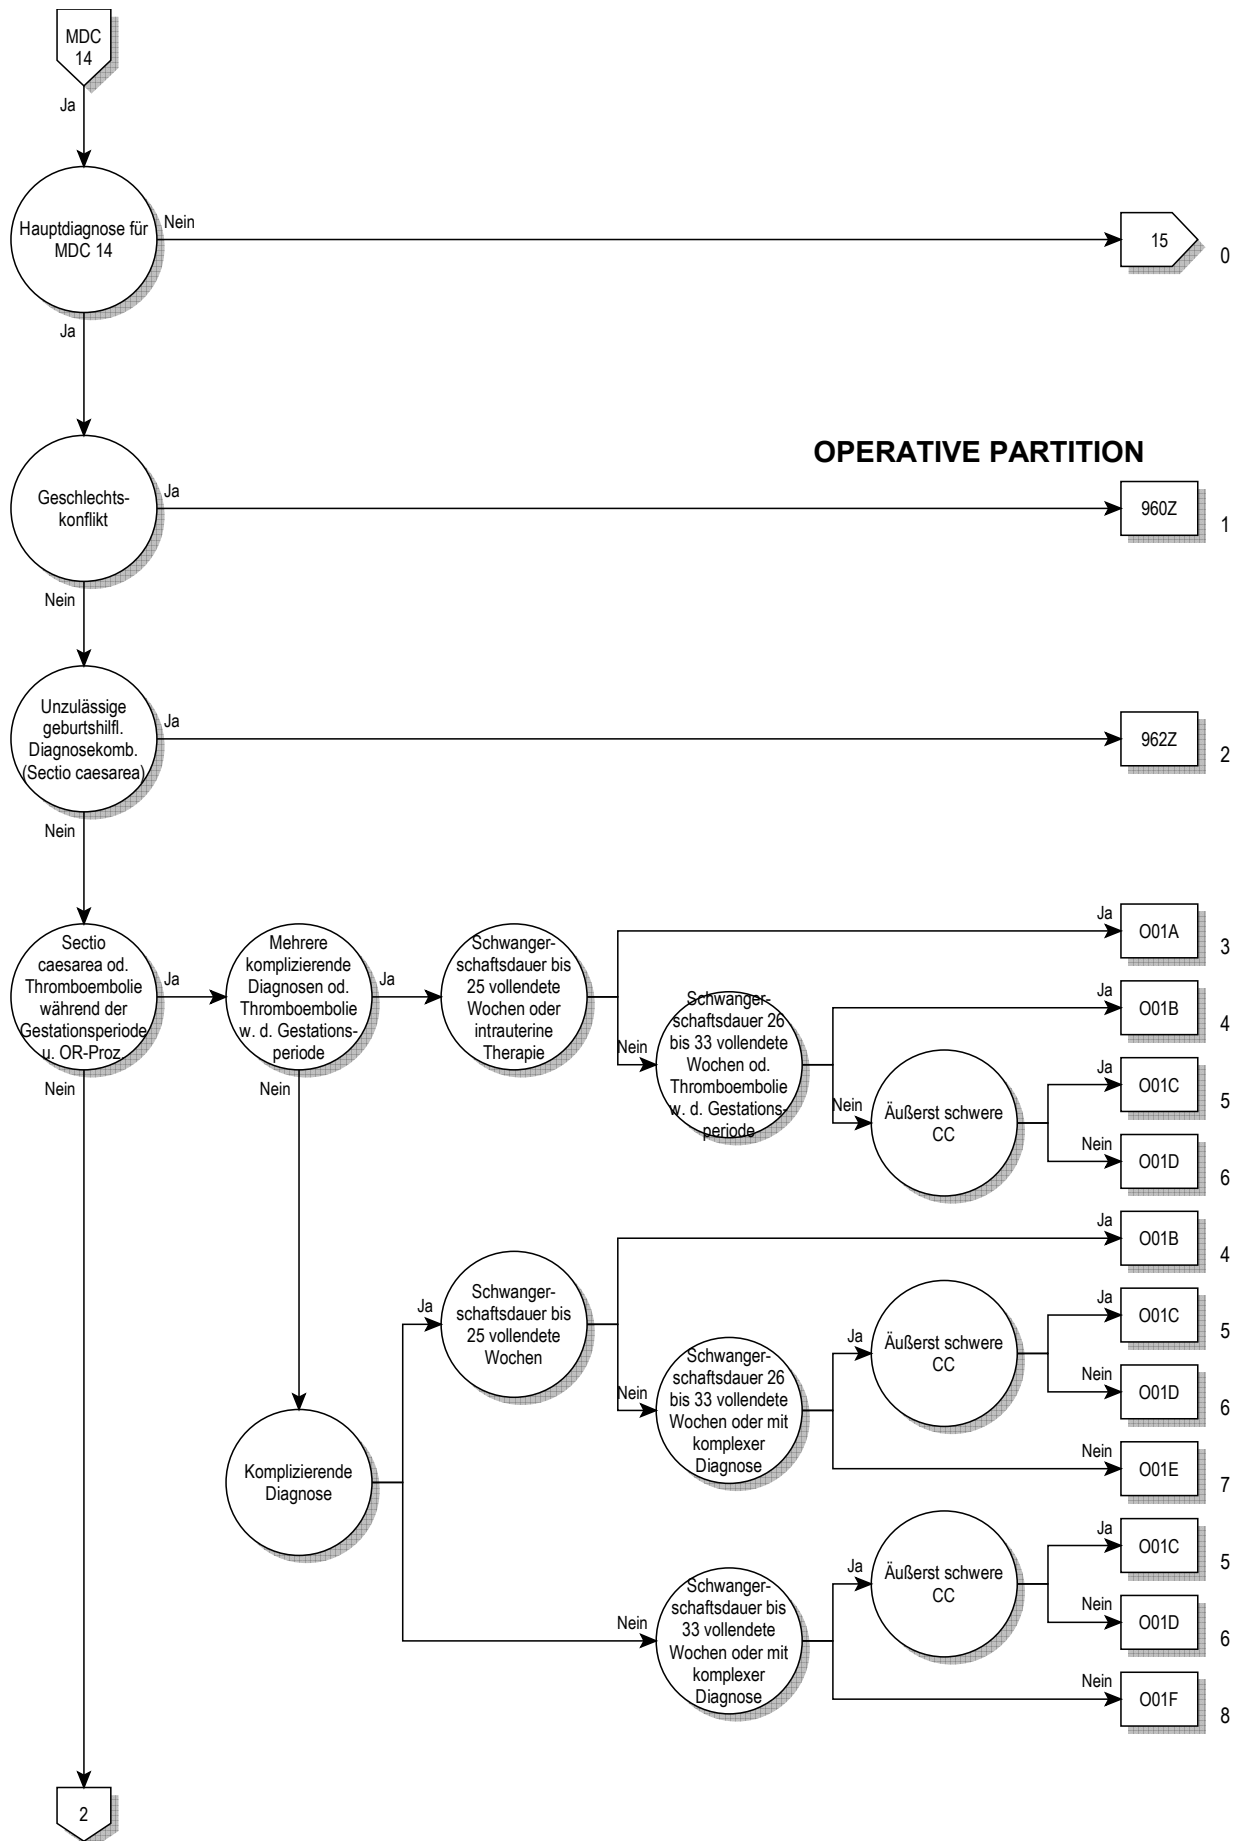 MDC
14
Ja
Hauptdiagnose für
MDC 14
Nein
15
0
Ja
OPERATIVE PARTITION
Geschlechts-
konflikt
Ja
960Z
1
Nein
Unzulässige
geburtshilfl.
Diagnosekomb.
(Sectio caesarea)
Ja
962Z
2
Nein
Sectio
caesarea od.
Thromboembolie
während der
Gestationsperiode
u. OR-Proz.
Ja
Mehrere
komplizierende
Diagnosen od.
Thromboembolie
w. d. Gestations-
periode
Ja
Schwanger-
schaftsdauer bis
25 vollendete
Wochen oder
intrauterine
Therapie
Ja
O01A
3
Nein
Schwanger-
schaftsdauer 26
bis 33 vollendete
Wochen od.
Thromboembolie
w. d. Gestations-
periode
Ja
O01B
4
Nein
Äußerst schwere
CC
Ja
O01C
5
Nein
O01D
6
Nein
Nein
Komplizierende
Diagnose
Ja
Schwanger-
schaftsdauer bis
25 vollendete
Wochen
Ja
O01B
4
Nein
Schwanger-
schaftsdauer 26
bis 33 vollendete
Wochen oder mit
komplexer
Diagnose
Ja
Äußerst schwere
CC
Ja
O01C
5
Nein
O01D
6
Nein
O01E
7
Nein
Schwanger-
schaftsdauer bis
33 vollendete
Wochen oder mit
komplexer
Diagnose
Ja
Äußerst schwere
CC
Ja
O01C
5
Nein
O01D
6
Nein
O01F
8
2